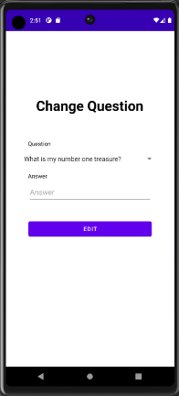 2:51
Change Question
Question
What is my number one treasure?
Answer
Answer
EDIT